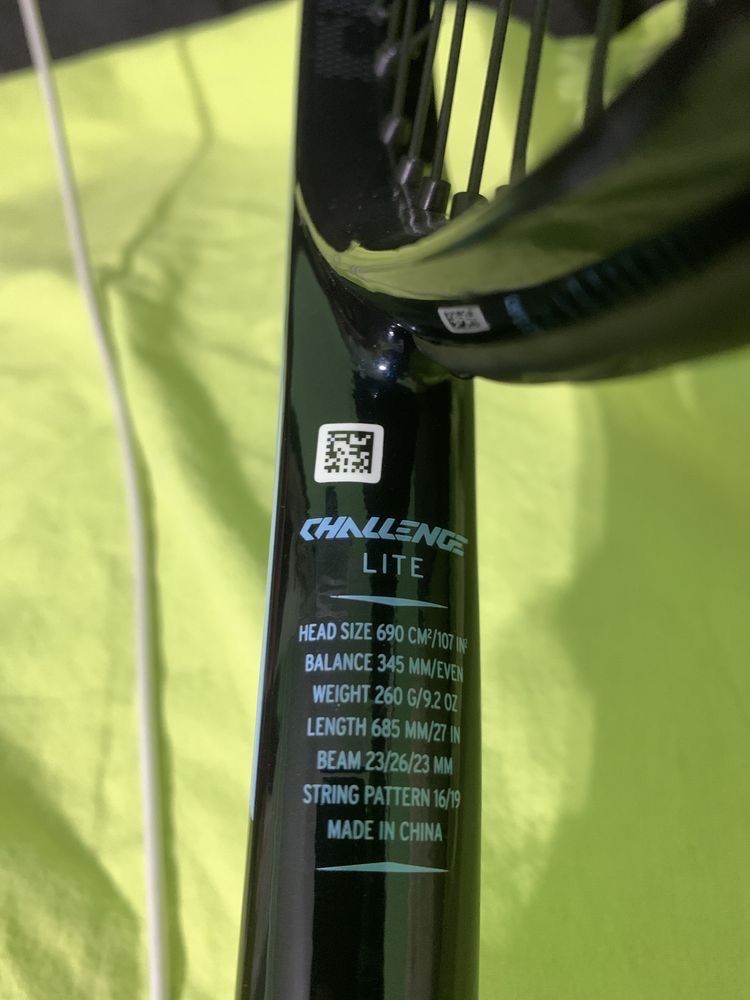 CHALLENGE
LITE
HEAD SIZE 690 CM²/107 IN²
BALANCE 345 MM/EVEN
WEIGHT 260 G/9.2 OZ
LENGTH 685 MM/27 IN
BEAM 23/26/23 MM
STRING PATTERN 16/19
MADE IN CHINA